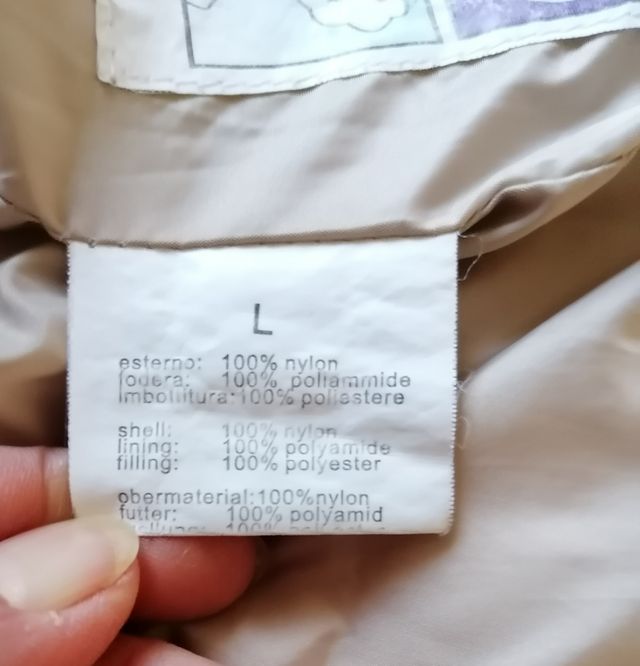 L
esterno: 100% nylon
fodera: 100% poliammide
imbottitura:100% poliestere
shell: 100% nylon
lining: 100% polyamide
filling: 100% polyester
obermaterial:100%nylon
futter: 100% polyamid